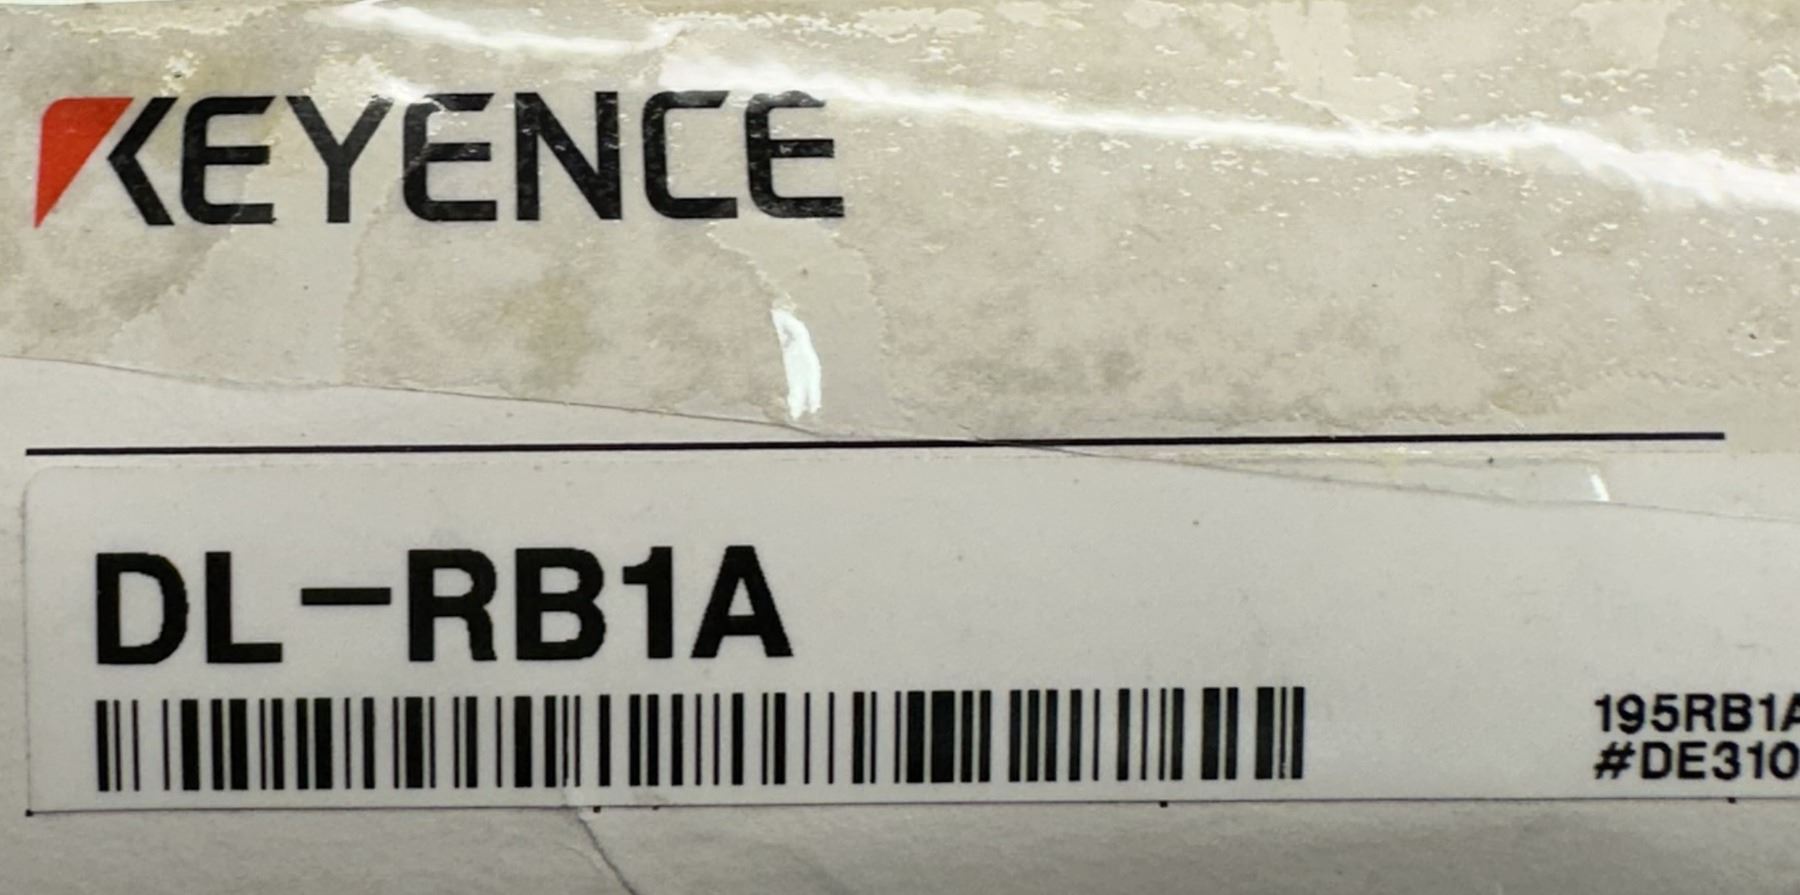 KEYENCE
DL-RB1A
195RB1A
#DE310